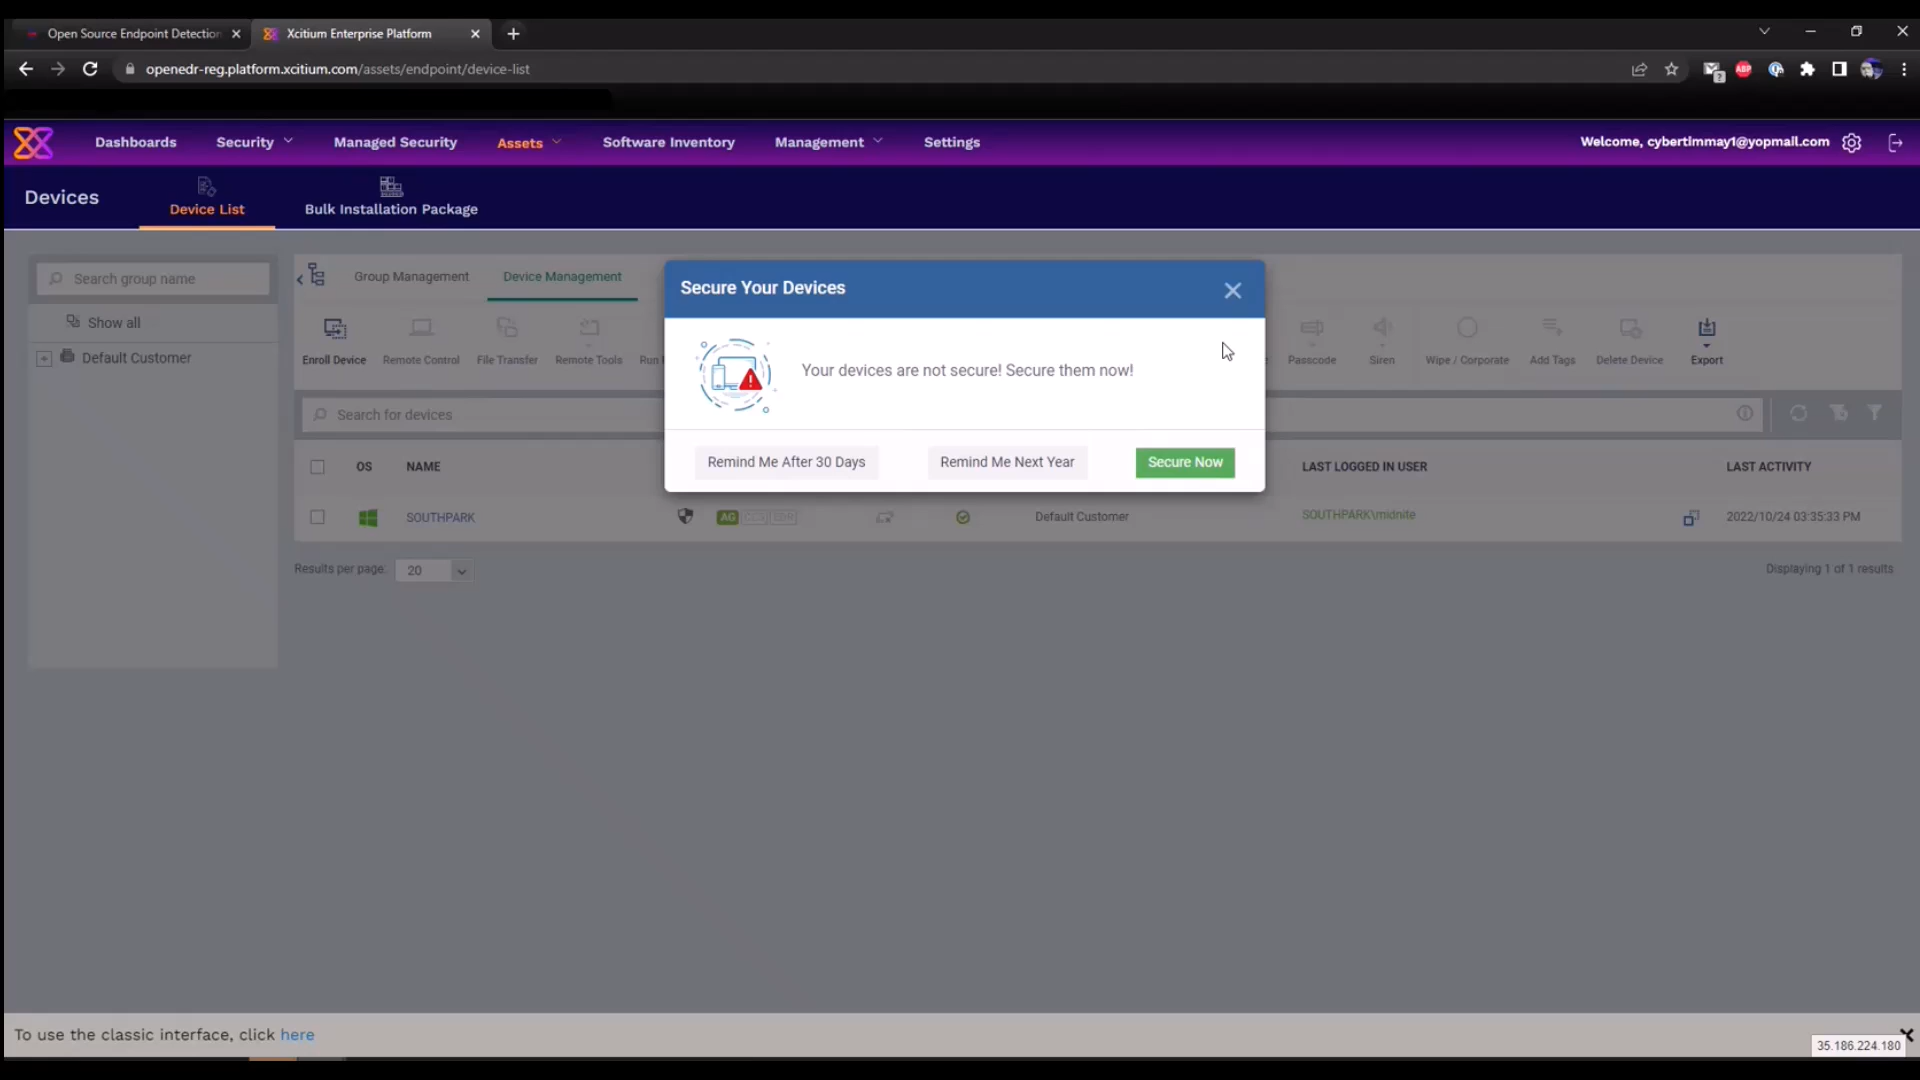 Open Source Endpoint Detection
Xcitium Enterprise Platform
openedr-reg.platform.xcitium.com/assets/endpoint/device-list
ABP
Dashboards
Security
Managed Security
Assets
Software Inventory
Management
Settings
Welcome, cybertimmay1@yopmail.com
Devices
Device List
Bulk Installation Package
Search group name
Show all
Default Customer
Group Management
Device Management
Enroll Device
Remote Control
File Transfer
Remote Tools
Run
Passcode
Siren
Wipe / Corporate
Add Tags
Delete Device
Export
Secure Your Devices
Your devices are not secure! Secure them now!
Remind Me After 30 Days
Remind Me Next Year
Secure Now
Search for devices
OS
NAME
LAST LOGGED IN USER
LAST ACTIVITY
SOUTHPARK
AG
Default Customer
SOUTHPARK\midnite
2022/10/24 03:35:33 PM
Results per page:
20
Displaying 1 of 1 results
To use the classic interface, click here
35.186.224.180